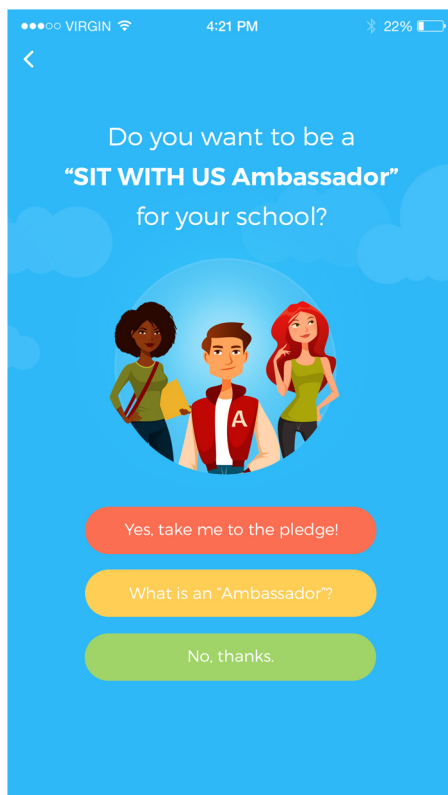 VIRGIN 4:21 PM 22%
Do you want to be a
“SIT WITH US Ambassador”
for your school?
A
Yes, take me to the pledge!
What is an “Ambassador”?
No, thanks.